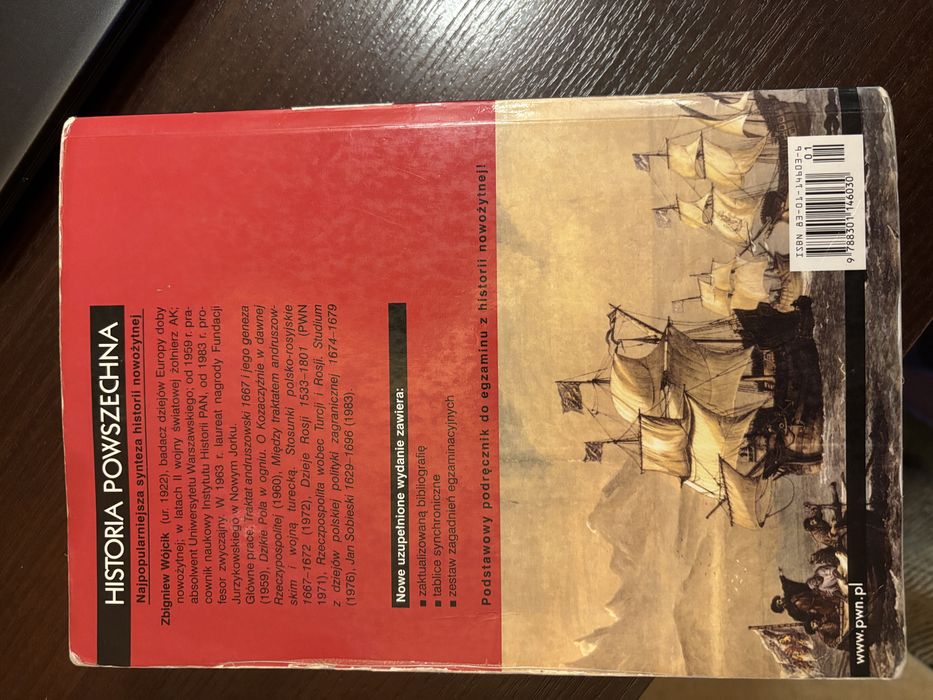 HISTORIA POWSZECHNA
Najpopularniejsza synteza historii nowożytnej
Zbigniew Wójcik (ur. 1922), badacz dziejów Europy doby
nowożytnej; w latach II wojny światowej żołnierz AK;
absolwent Uniwersytetu Warszawskiego; od 1959 r. pra-
cownik naukowy Instytutu Historii PAN, od 1983 r. pro-
fesor zwyczajny. W 1963 r. laureat nagrody Fundacji
Jurzykowskiego w Nowym Jorku.
Główne prace: Traktat andruszowski 1667 i jego geneza
(1959), Dzikie Pola w ogniu. O Kozaczyźnie w dawnej
Rzeczypospolitej (1960), Między traktatem andruszow-
skim i wojną turecką. Stosunki polsko-rosyjskie
1667–1672 (1972), Dzieje Rosji 1533–1801 (PWN
1971), Rzeczpospolita wobec Turcji i Rosji. Studium
z dziejów polskiej polityki zagranicznej 1674–1679
(1976), Jan Sobieski 1629–1696 (1983).
Nowe uzupełnione wydanie zawiera:
■ zaktualizowaną bibliografię
■ tablice synchroniczne
■ zestaw zagadnień egzaminacyjnych
Podstawowy podręcznik do egzaminu z historii nowożytnej!
ISBN 83-01-14603-9
01
9 788301 146030
www.pwn.pl